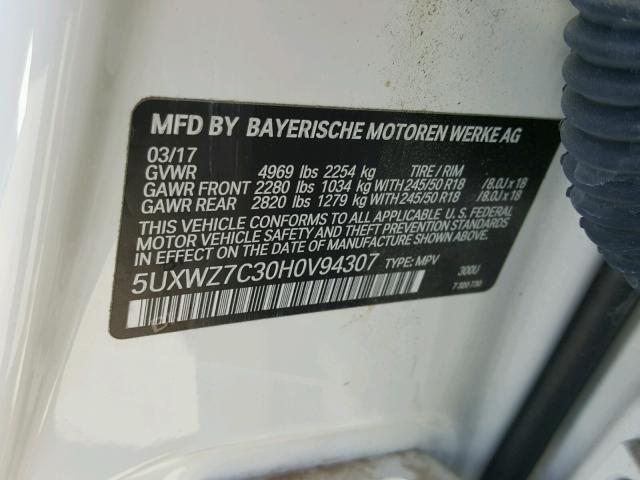 MFD BY BAYERISCHE MOTOREN WERKE AG
03/17
GVWR 4969 lbs 2254 kg TIRE / RIM
GAWR FRONT 2280 lbs 1034 kg WITH 245/50 R18 /8.0J x 18
GAWR REAR 2820 lbs 1279 kg WITH 245/50 R18 /8.0J x 18
THIS VEHICLE CONFORMS TO ALL APPLICABLE U. S. FEDERAL
MOTOR VEHICLE SAFETY AND THEFT PREVENTION STANDARDS
IN EFFECT ON THE DATE OF MANUFACTURE SHOWN ABOVE.
5UXWZ7C30H0V94307 TYPE: MPV 300U